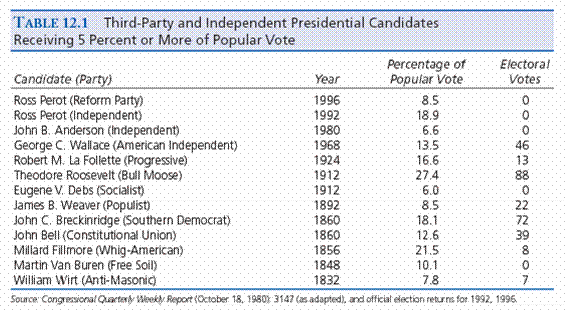 TABLE 12.1 Third-Party and Independent Presidential Candidates
Receiving 5 Percent or More of Popular Vote
Percentage of Electoral
Candidate (Party) Year Popular Vote Votes
Ross Perot (Reform Party) 1996 8.5 0
Ross Perot (Independent) 1992 18.9 0
John B. Anderson (Independent) 1980 6.6 0
George C. Wallace (American Independent) 1968 13.5 46
Robert M. La Follette (Progressive) 1924 16.6 13
Theodore Roosevelt (Bull Moose) 1912 27.4 88
Eugene V. Debs (Socialist) 1912 6.0 0
James B. Weaver (Populist) 1892 8.5 22
John C. Breckinridge (Southern Democrat) 1860 18.1 72
John Bell (Constitutional Union) 1860 12.6 39
Millard Fillmore (Whig-American) 1856 21.5 8
Martin Van Buren (Free Soil) 1848 10.1 0
William Wirt (Anti-Masonic) 1832 7.8 7
Source: Congressional Quarterly Weekly Report (October 18, 1980): 3147 (as adapted), and official election returns for 1992, 1996.